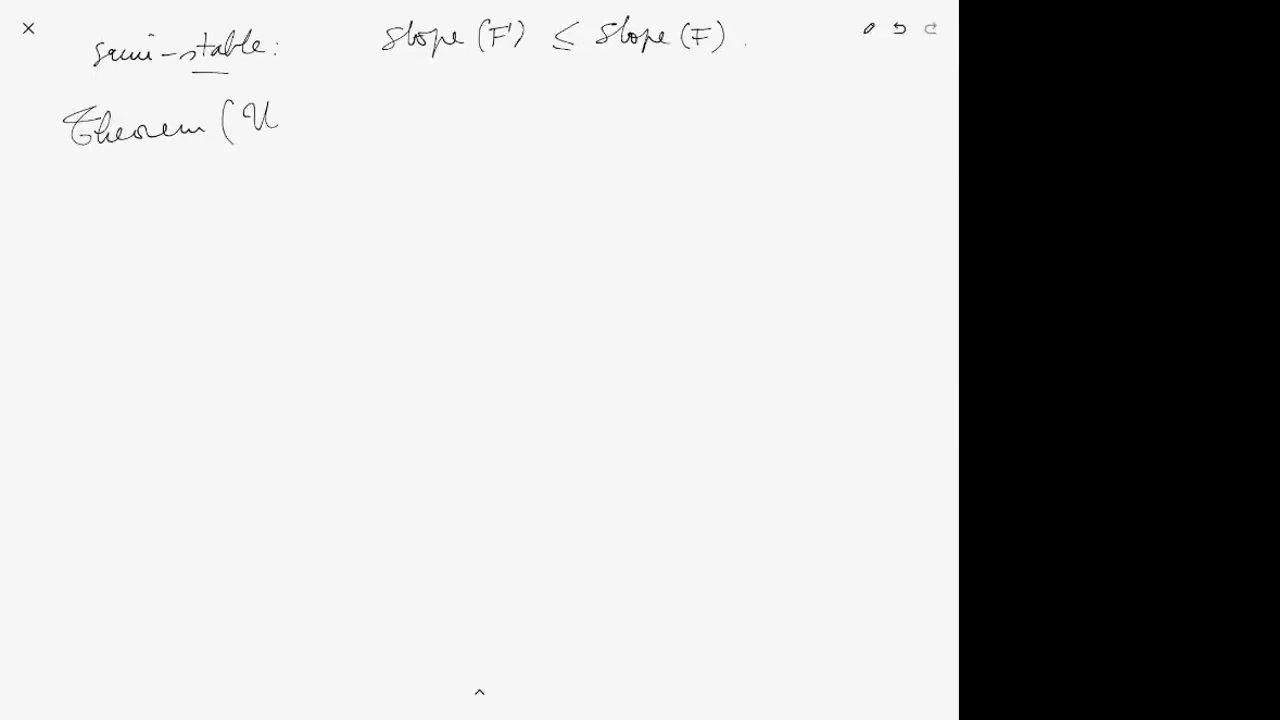 semi-stable: slope (F') ≤ slope (F).
Theorem (U